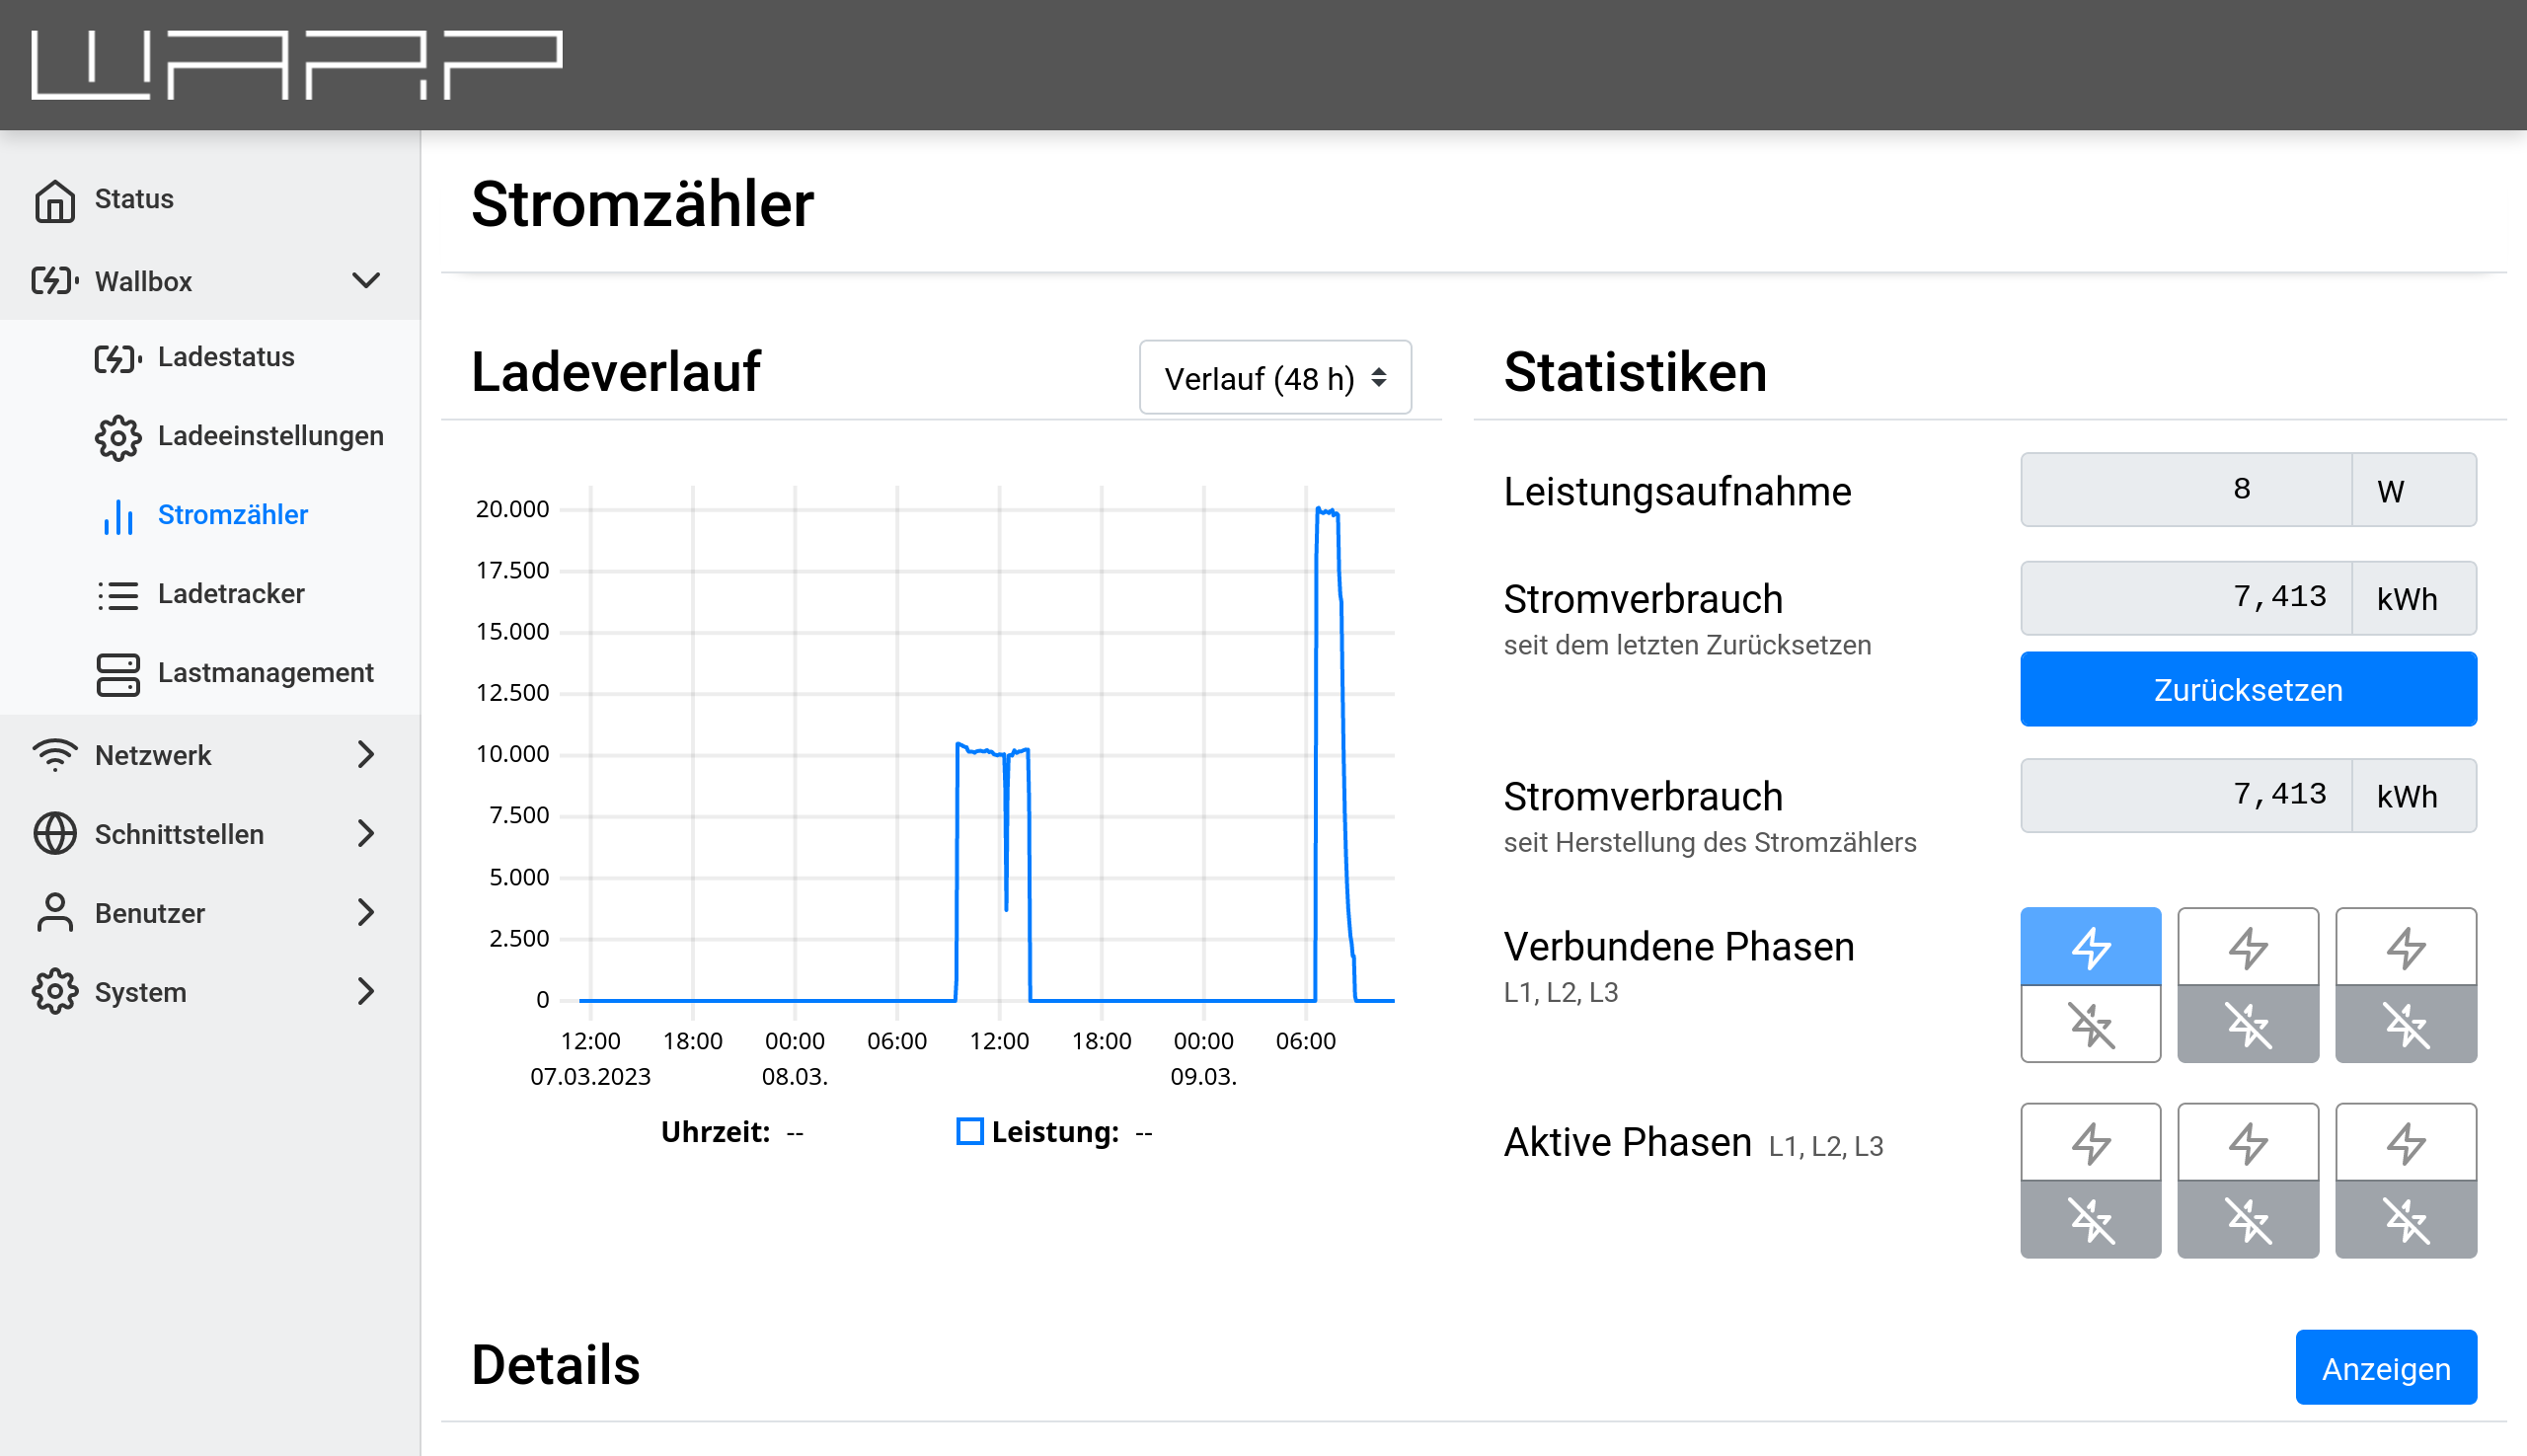 WARP
Status
Wallbox
Ladestatus
Ladeeinstellungen
Stromzähler
Ladetracker
Lastmanagement
Netzwerk
Schnittstellen
Benutzer
System
Stromzähler
Ladeverlauf
Verlauf (48 h)
20.000
17.500
15.000
12.500
10.000
7.500
5.000
2.500
0
12:00 18:00 00:00 06:00 12:00 18:00 00:00 06:00
07.03.2023 08.03. 09.03.
Uhrzeit: -- Leistung: --
Statistiken
Leistungsaufnahme 8 W
Stromverbrauch 7,413 kWh
seit dem letzten Zurücksetzen
Zurücksetzen
Stromverbrauch 7,413 kWh
seit Herstellung des Stromzählers
Verbundene Phasen
L1, L2, L3
Aktive Phasen L1, L2, L3
Details
Anzeigen